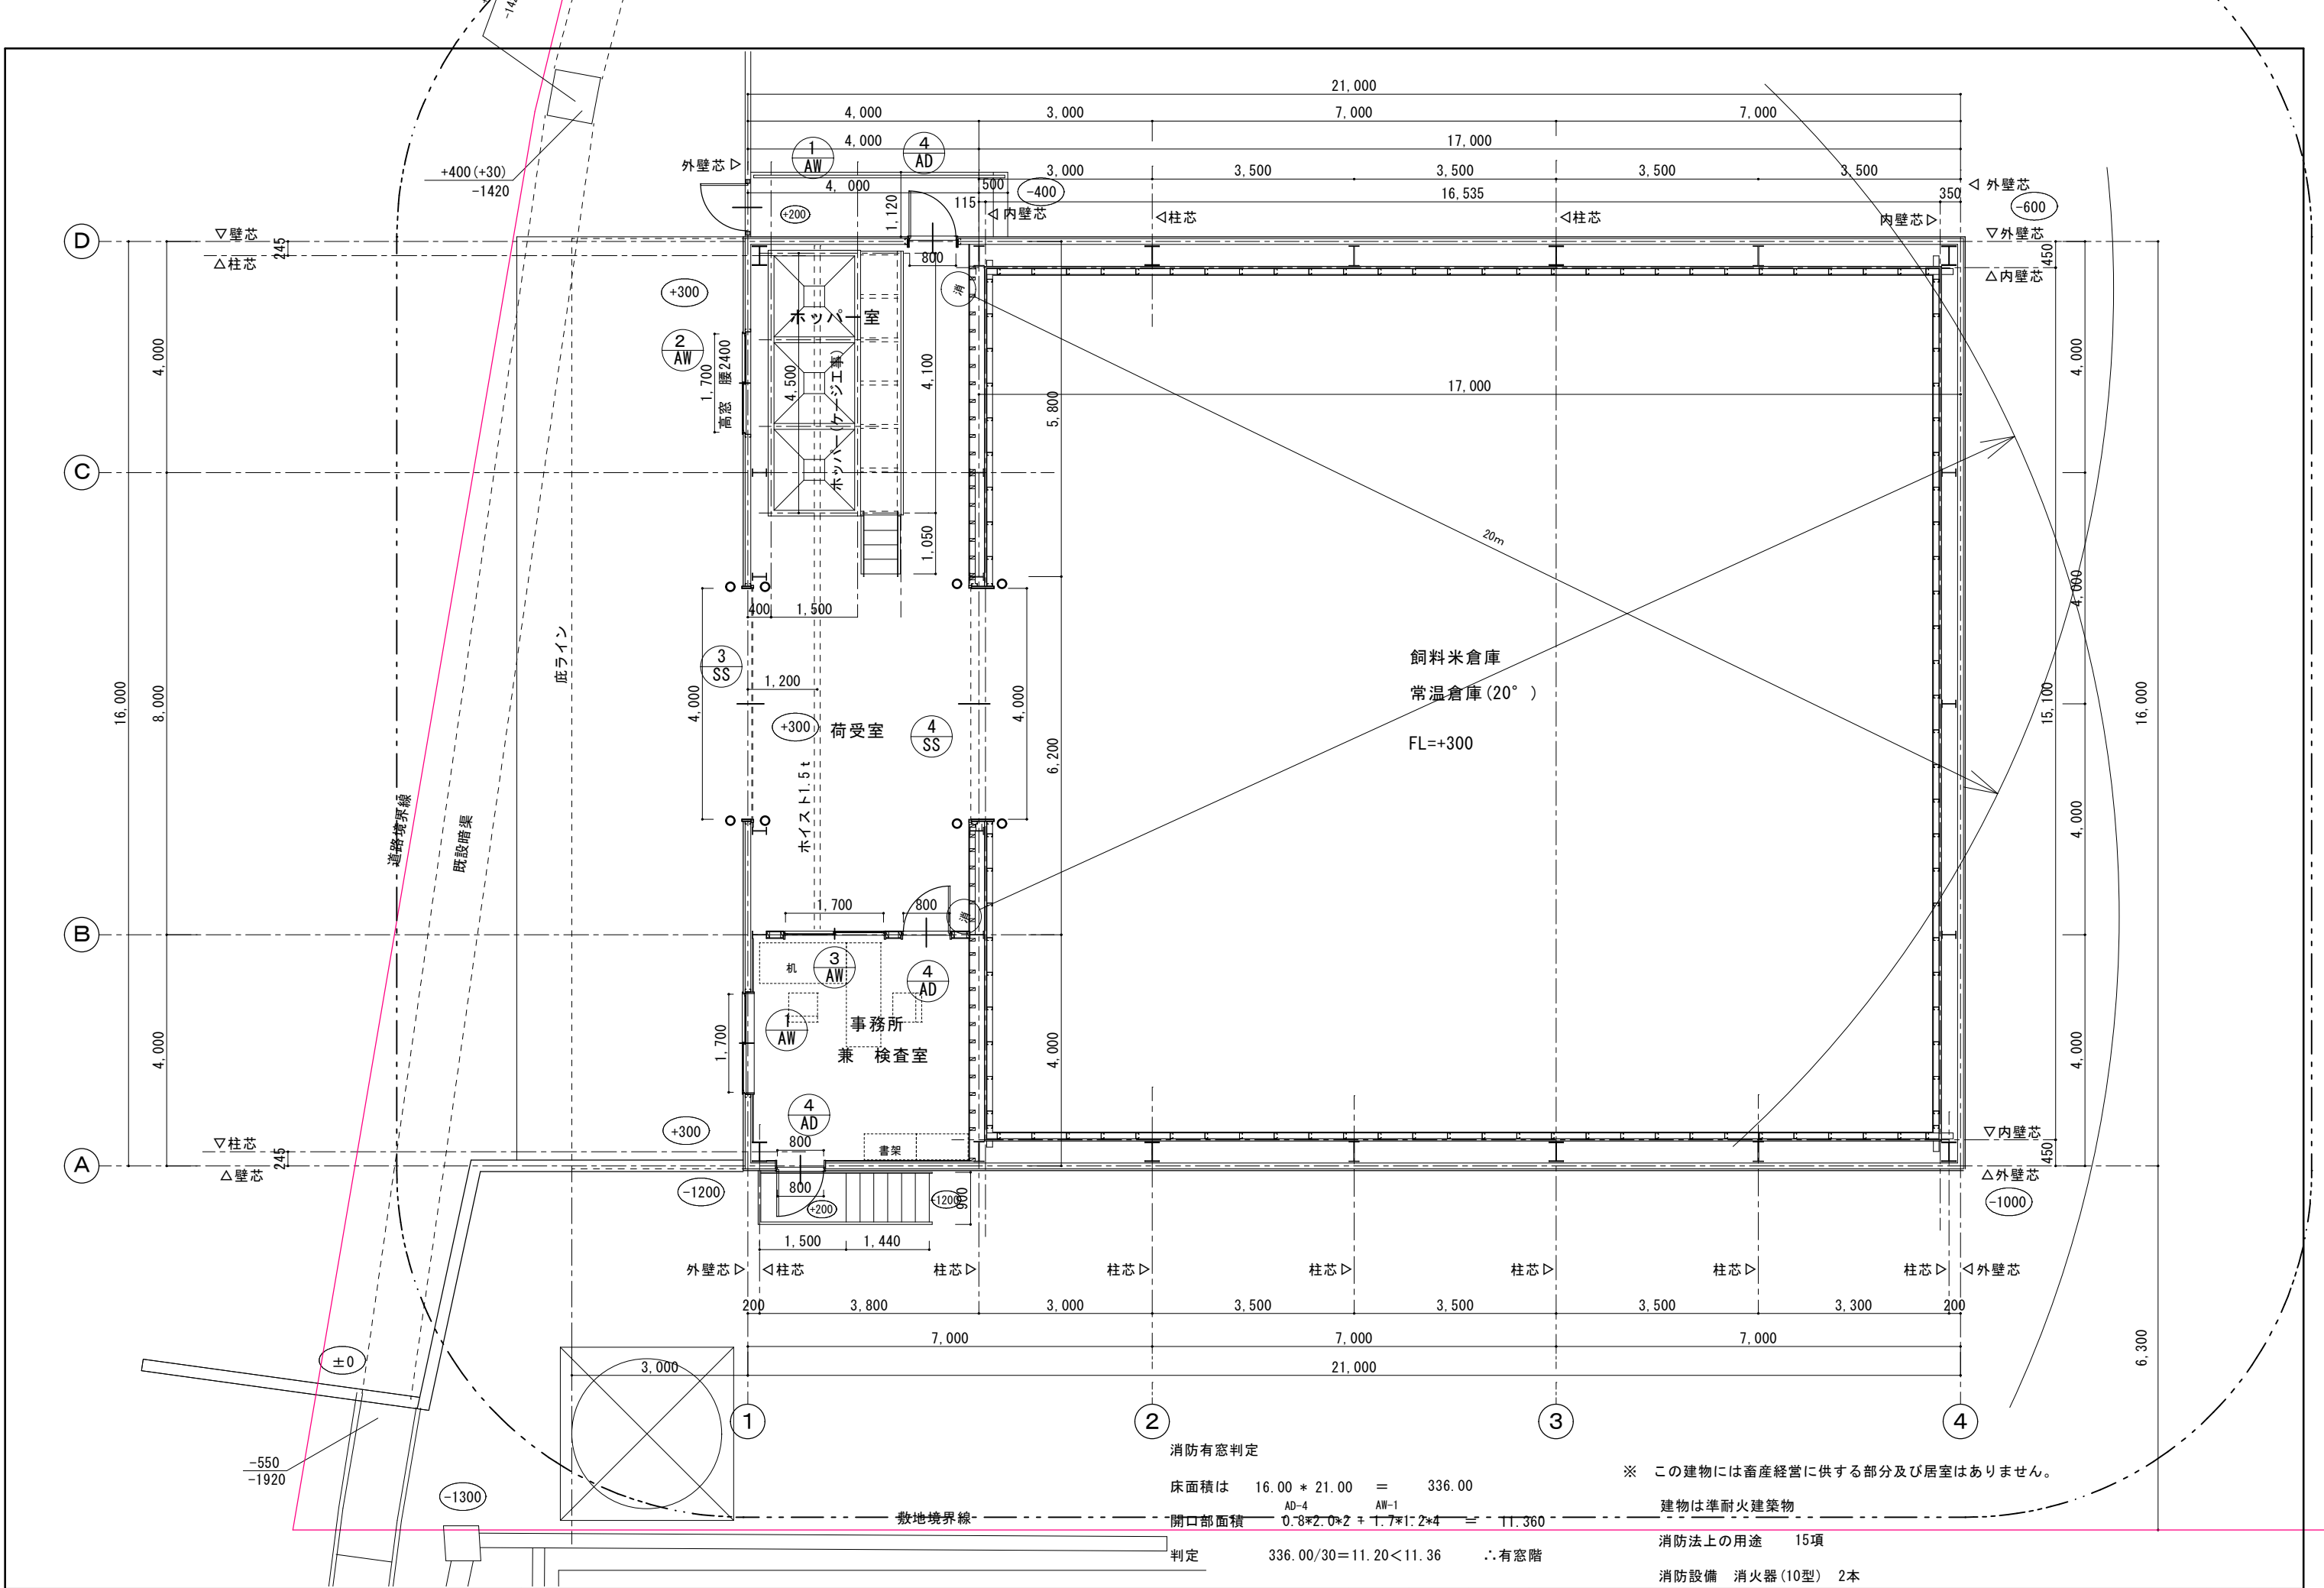 21,000
4,000
3,000
7,000
7,000
4,000
17,000
1
AW
4
AD
外壁芯
3,000
3,500
3,500
3,500
3,500
+400(+30)
-1420
4,000
500
-400
16,535
350
外壁芯
-600
+200
1,120
115
内壁芯
柱芯
柱芯
内壁芯
D
壁芯
245
柱芯
外壁芯
450
内壁芯
800
消
+300
ホッパー室
2
AW
1,700
高窓 腰2400
4,500
ホッパー(ケージ工事)
4,100
5,800
17,000
4,000
4,000
C
20m
1,050
400
1,500
4,000
庇ライン
3
SS
4,000
1,200
飼料米倉庫
常温倉庫(20°)
FL=+300
+300
荷受室
4
SS
4,000
16,000
8,000
15,100
16,000
6,200
ホイスト1.5t
道路境界線
既設暗渠
4,000
1,700
800
消
B
机
3
AW
4
AD
1
AW
事務所
兼 検査室
1,700
4,000
4,000
4,000
4
AD
+300
800
書架
柱芯
245
壁芯
A
内壁芯
450
外壁芯
-1200
800
+200
-1200
900
-1000
1,500
1,440
外壁芯
柱芯
柱芯
柱芯
柱芯
柱芯
柱芯
柱芯
外壁芯
200
3,800
3,000
3,500
3,500
3,500
3,300
200
7,000
7,000
7,000
3,000
21,000
6,300
±0
1
2
3
4
-550
-1920
-1300
敷地境界線
消防有窓判定
床面積は 16.00 * 21.00 = 336.00
AD-4 AW-1
開口部面積 0.8*2.0*2 + 1.7*1.2*4 = 11.360
判定 336.00/30=11.20<11.36 ∴有窓階
※ この建物には畜産経営に供する部分及び居室はありません。
建物は準耐火建築物
消防法上の用途 15項
消防設備 消火器(10型) 2本